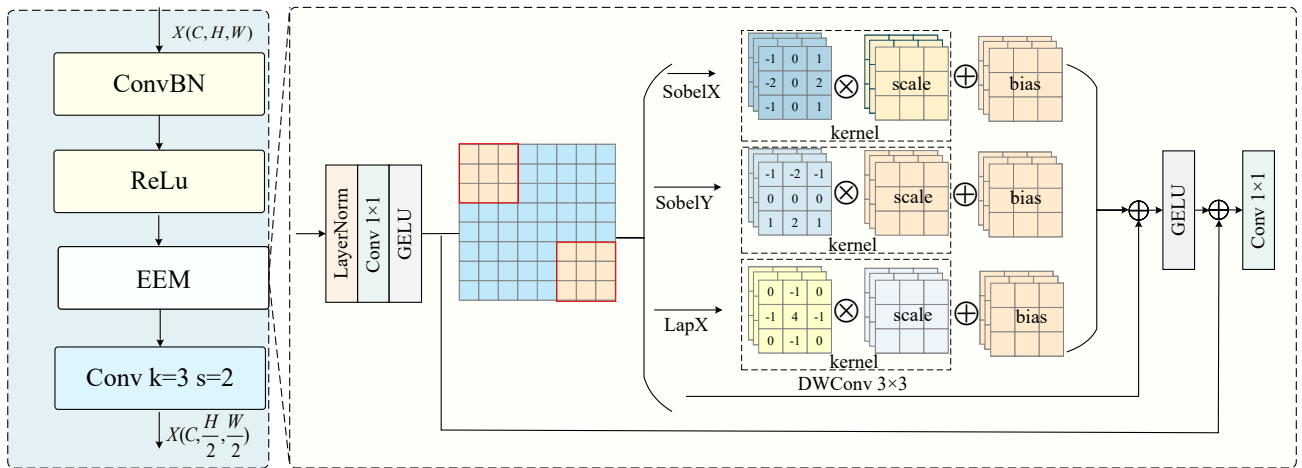 X(C,H,W)
ConvBN
ReLu
EEM
Conv k=3 s=2
X(C,H/2,W/2)
LayerNorm
Conv 1×1
GELU
SobelX
-1 0 1
-2 0 2
-1 0 1
⊗
scale
kernel
⊕
bias
SobelY
-1 -2 -1
0 0 0
1 2 1
⊗
scale
kernel
⊕
bias
LapX
0 -1 0
-1 4 -1
0 -1 0
⊗
scale
kernel
⊕
bias
DWConv 3×3
⊕
GELU
⊕
Conv 1×1